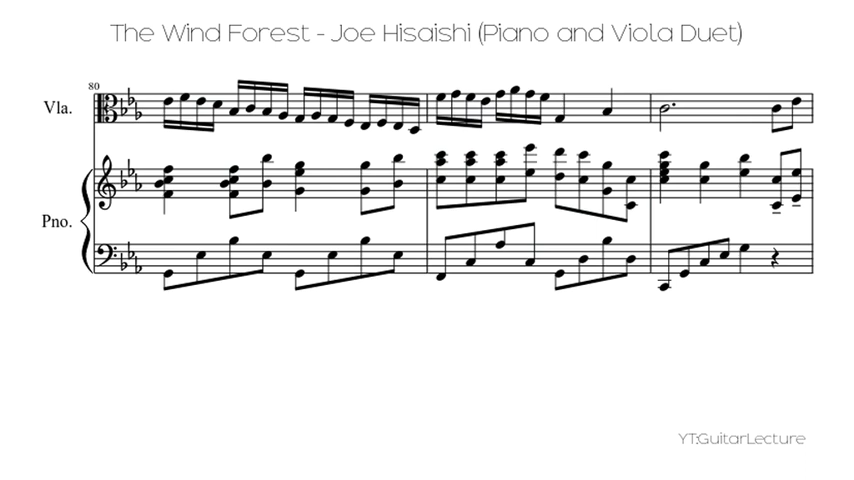 The Wind Forest - Joe Hisaishi (Piano and Viola Duet)
80
Vla.
Pno.
YT:GuitarLecture